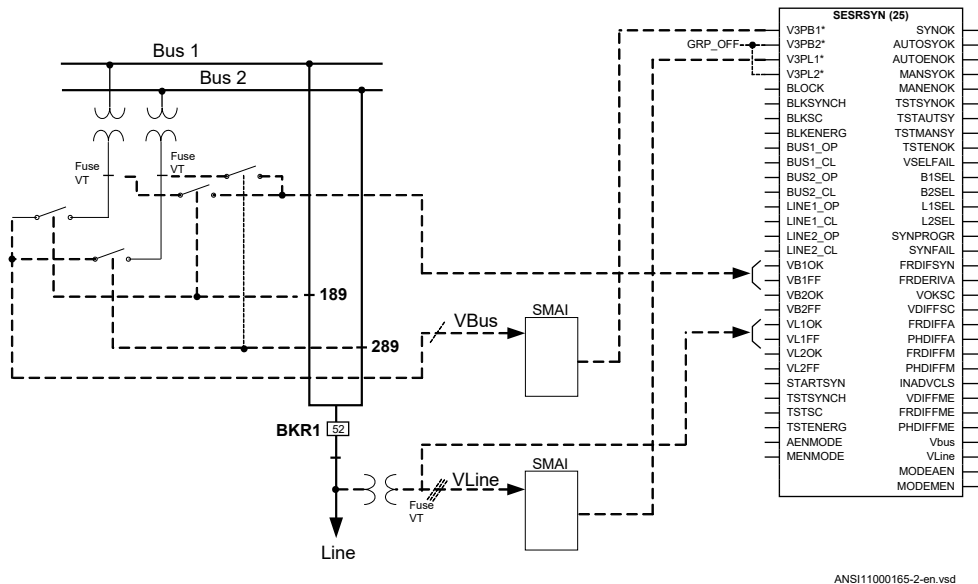 SESRSYN (25)
V3PB1*
V3PB2*
V3PL1*
V3PL2*
BLOCK
BLKSYNCH
BLKSC
BLKENERG
BUS1_OP
BUS1_CL
BUS2_OP
BUS2_CL
LINE1_OP
LINE1_CL
LINE2_OP
LINE2_CL
VB1OK
VB1FF
VB2OK
VB2FF
VL1OK
VL1FF
VL2OK
VL2FF
STARTSYN
TSTSYNCH
TSTSC
TSTENERG
AENMODE
MENMODE
SYNOK
AUTOSYOK
AUTOENOK
MANSYOK
MANENOK
TSTSYNOK
TSTAUTSY
TSTMANSY
TSTENOK
VSELFAIL
B1SEL
B2SEL
L1SEL
L2SEL
SYNPROGR
SYNFAIL
FRDIFSYN
FRDERIVA
VOKSC
VDIFFSC
FRDIFFA
PHDIFFA
FRDIFFM
PHDIFFM
INADVCLS
VDIFFME
FRDIFFME
PHDIFFME
Vbus
VLine
MODEAEN
MODEMEN
GRP_OFF
Bus 1
Bus 2
Fuse
VT
Fuse
VT
189
289
VBus
SMAI
BKR1
52
VLine
SMAI
Fuse
VT
Line
ANSI11000165-2-en.vsd